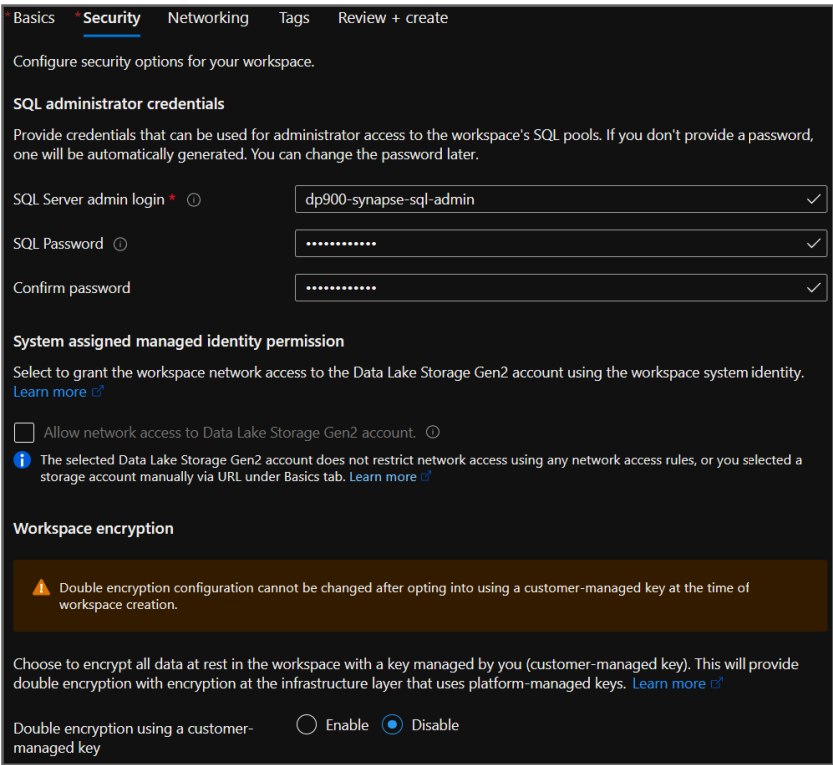 * Basics * Security Networking Tags Review + create
Configure security options for your workspace.
SQL administrator credentials
Provide credentials that can be used for administrator access to the workspace's SQL pools. If you don't provide a password,
one will be automatically generated. You can change the password later.
SQL Server admin login * dp900-synapse-sql-admin
SQL Password ••••••••••••
Confirm password ••••••••••••
System assigned managed identity permission
Select to grant the workspace network access to the Data Lake Storage Gen2 account using the workspace system identity.
Learn more
Allow network access to Data Lake Storage Gen2 account.
The selected Data Lake Storage Gen2 account does not restrict network access using any network access rules, or you selected a
storage account manually via URL under Basics tab. Learn more
Workspace encryption
Double encryption configuration cannot be changed after opting into using a customer-managed key at the time of
workspace creation.
Choose to encrypt all data at rest in the workspace with a key managed by you (customer-managed key). This will provide
double encryption with encryption at the infrastructure layer that uses platform-managed keys. Learn more
Double encryption using a customer- Enable Disable
managed key